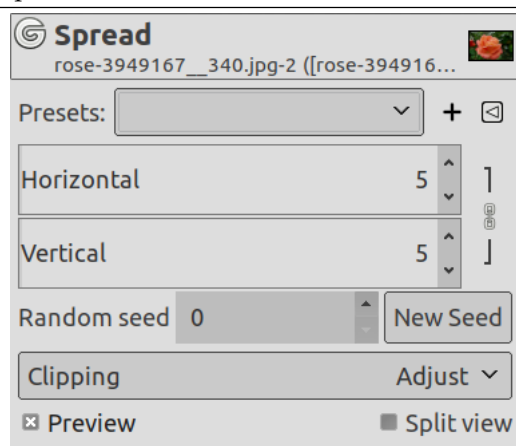 Spread
rose-3949167__340.jpg-2 ([rose-394916...
Presets:
Horizontal 5
Vertical 5
Random seed 0 New Seed
Clipping Adjust
Preview Split view